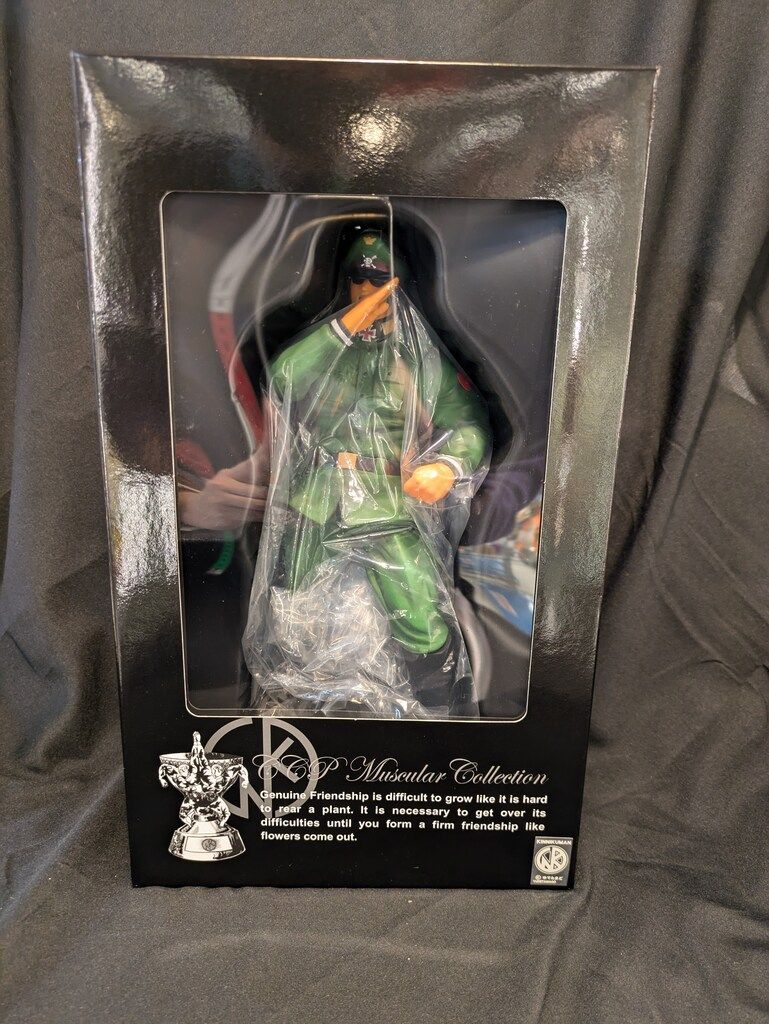 CCP Muscular Collection
Genuine Friendship is difficult to grow like it is hard
to rear a plant. It is necessary to get over its
difficulties until you form a firm friendship like
flowers come out.
KINNIKUMAN